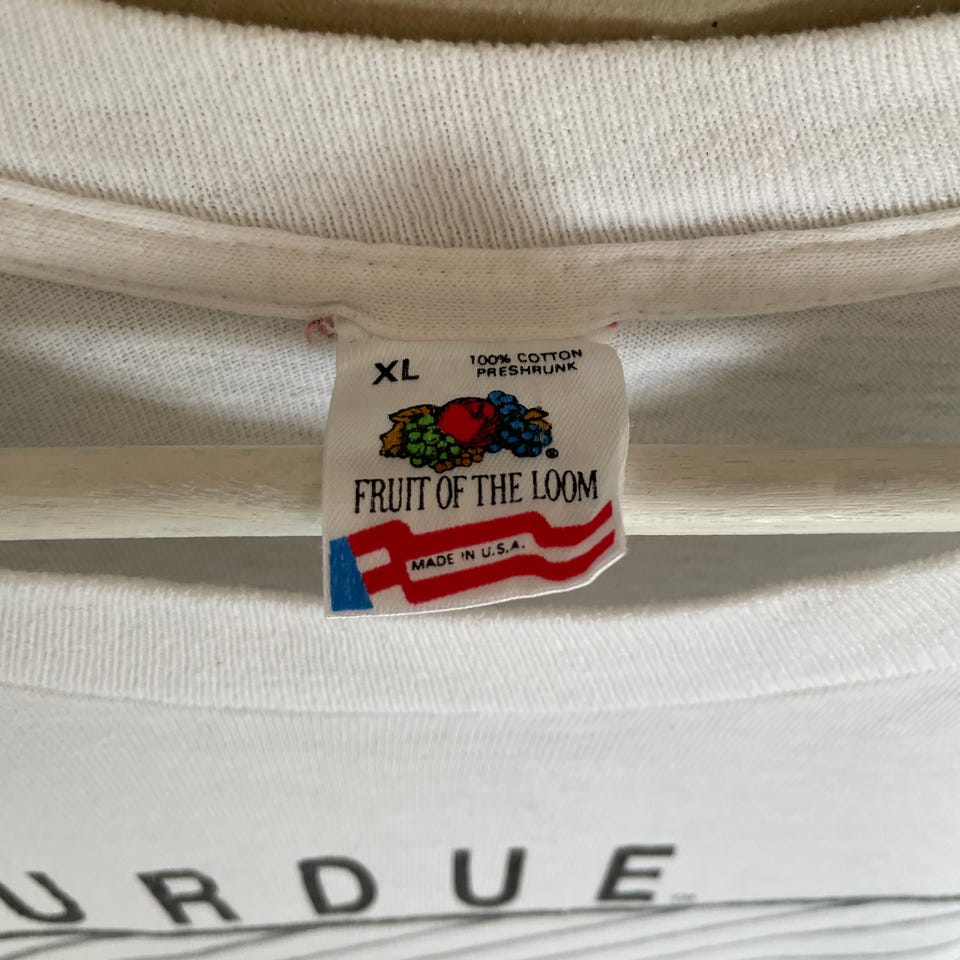 XL
100% COTTON
PRESHRUNK
FRUIT OF THE LOOM
®
MADE IN U.S.A.
URDUE